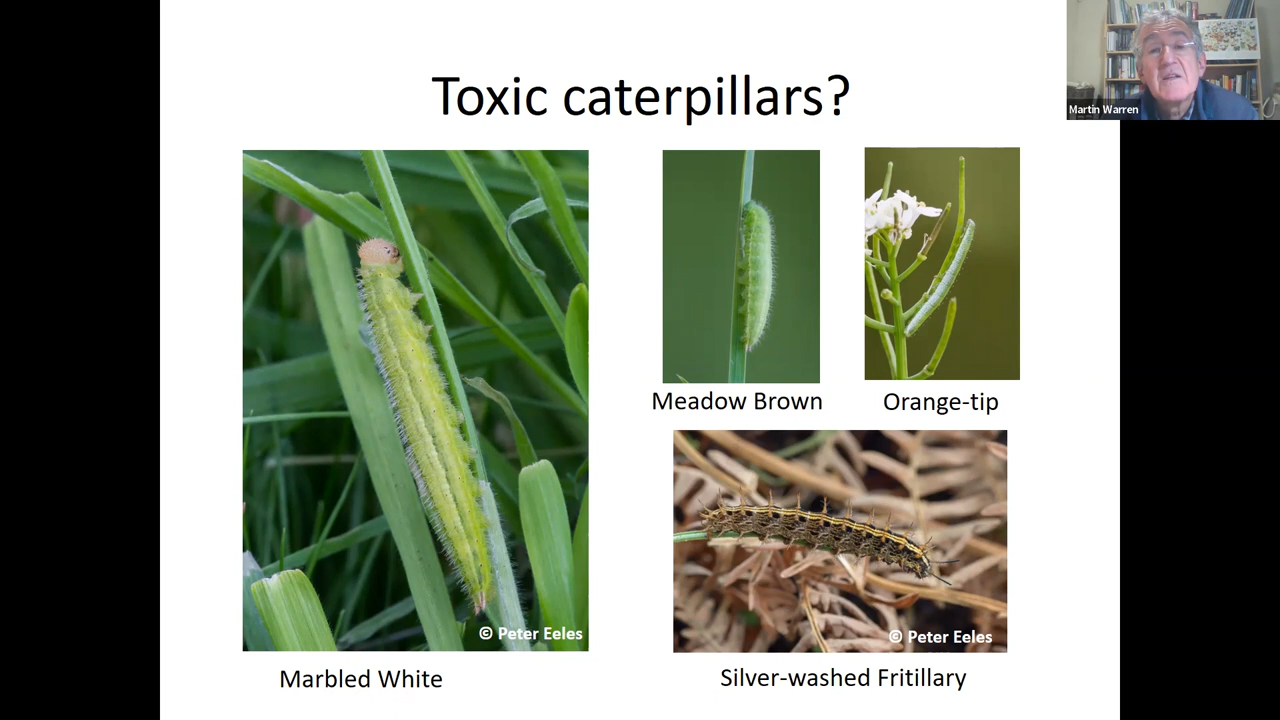 Toxic caterpillars?
Martin Warren
Meadow Brown
Orange-tip
© Peter Eeles
© Peter Eeles
Marbled White
Silver-washed Fritillary